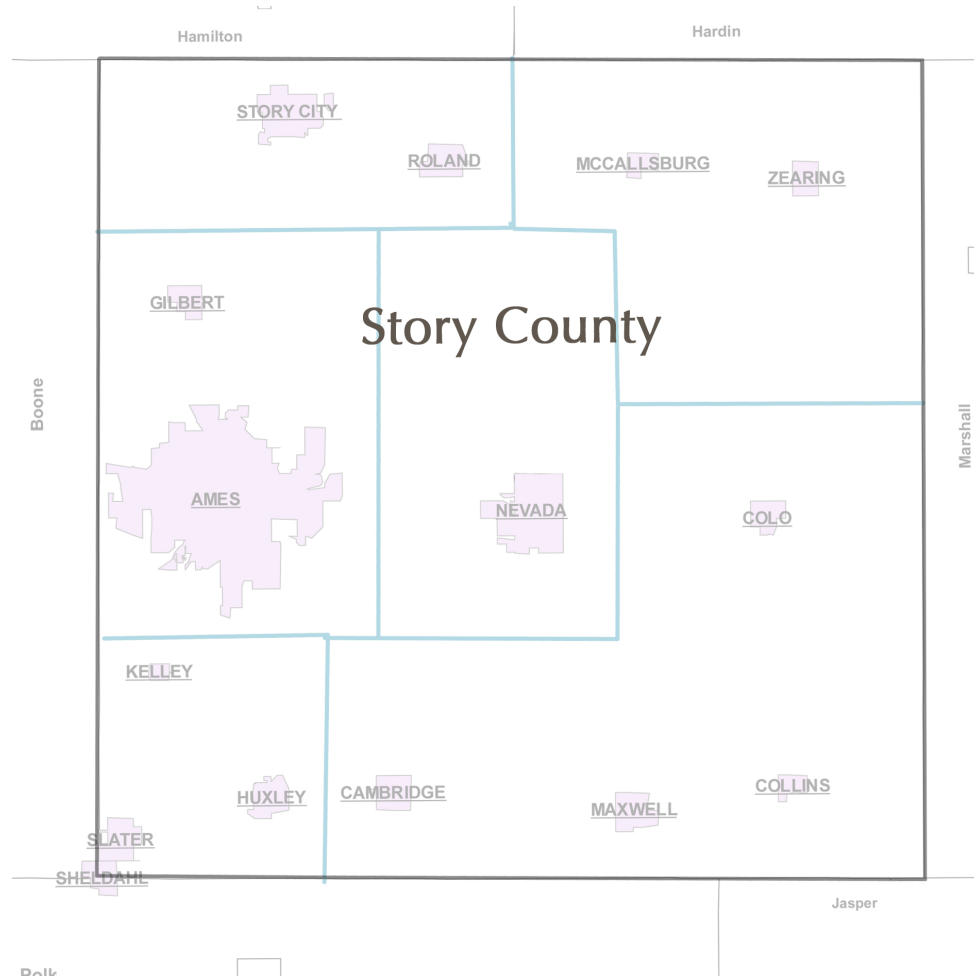 Hamilton
Hardin
STORY CITY
ROLAND
MCCALLSBURG
ZEARING
GILBERT
Story County
Boone
Marshall
AMES
NEVADA
COLO
KELLEY
HUXLEY
CAMBRIDGE
MAXWELL
COLLINS
SLATER
SHELDAHL
Jasper
Polk